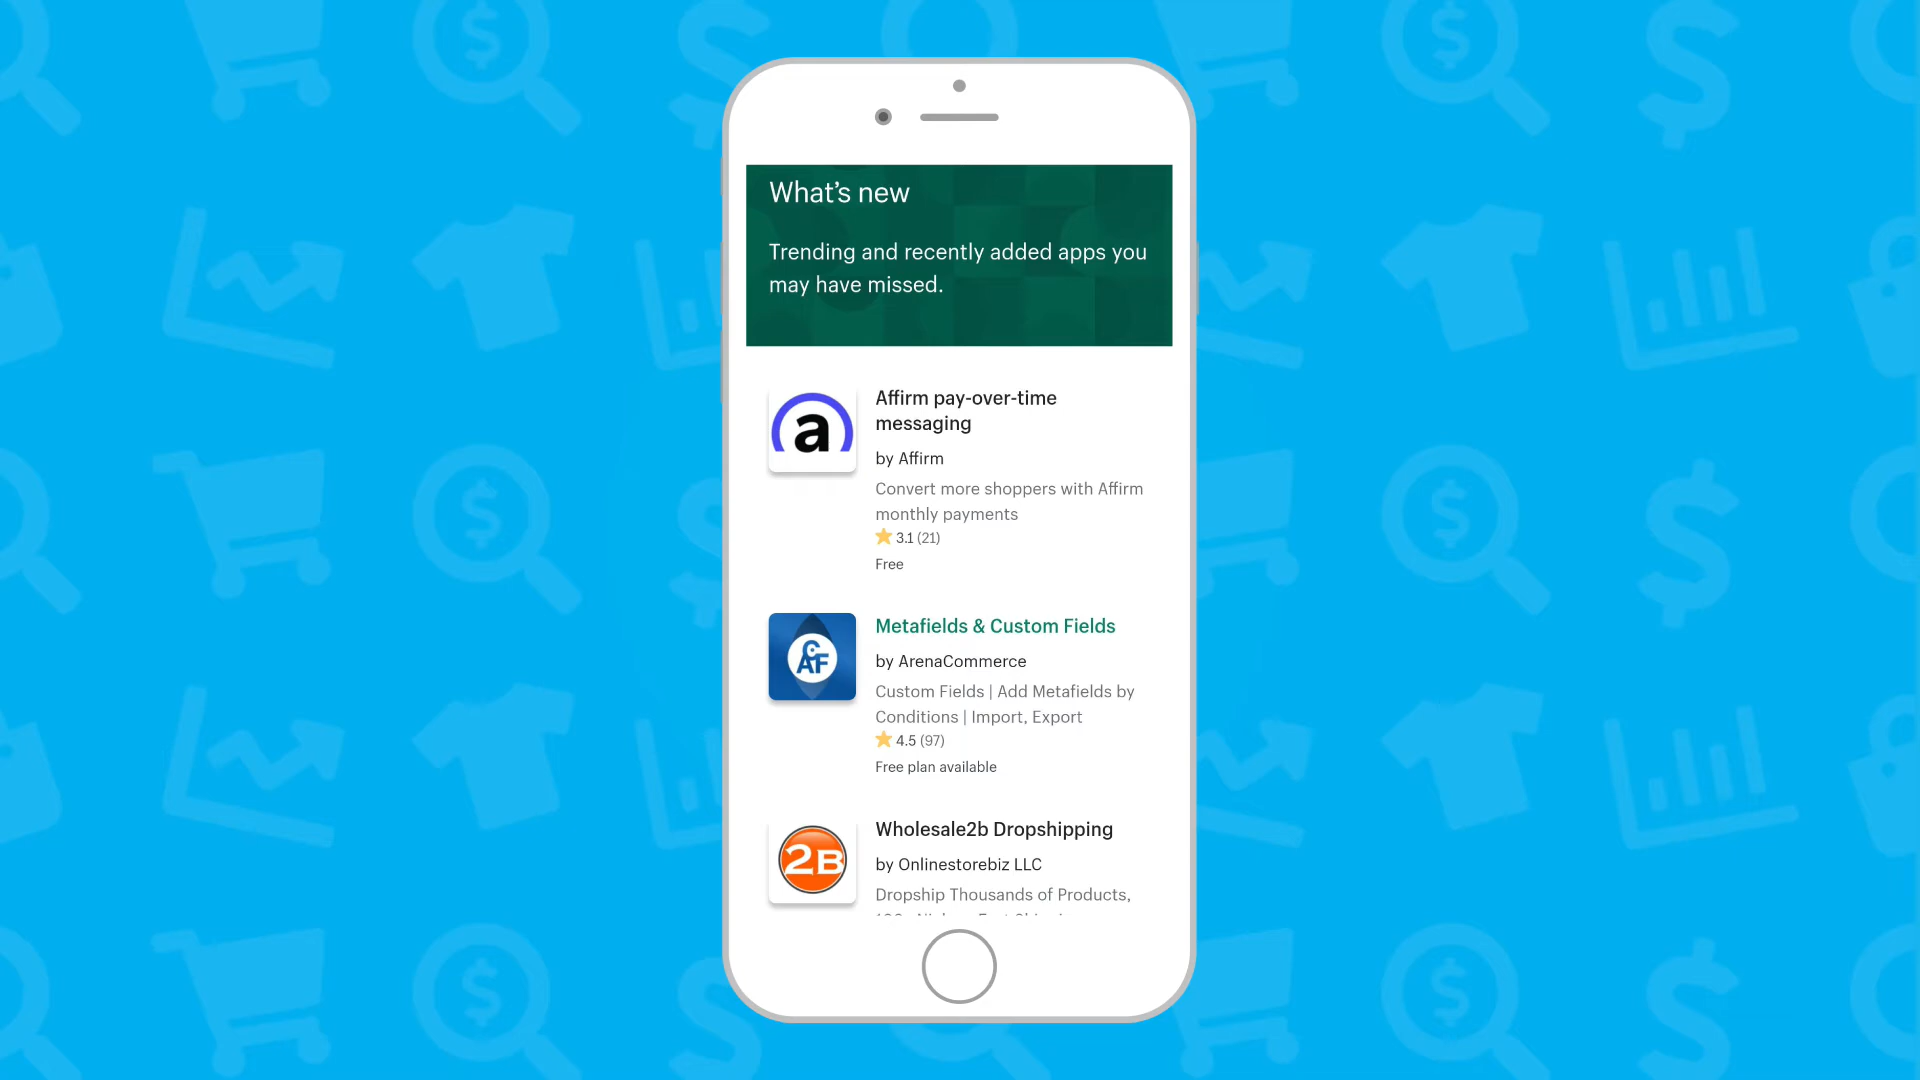 What's new
Trending and recently added apps you
may have missed.
a
Affirm pay-over-time
messaging
by Affirm
Convert more shoppers with Affirm
monthly payments
3.1 (21)
Free
CAF
Metafields & Custom Fields
by ArenaCommerce
Custom Fields | Add Metafields by
Conditions | Import, Export
4.5 (97)
Free plan available
2B
Wholesale2b Dropshipping
by Onlinestorebiz LLC
Dropship Thousands of Products,